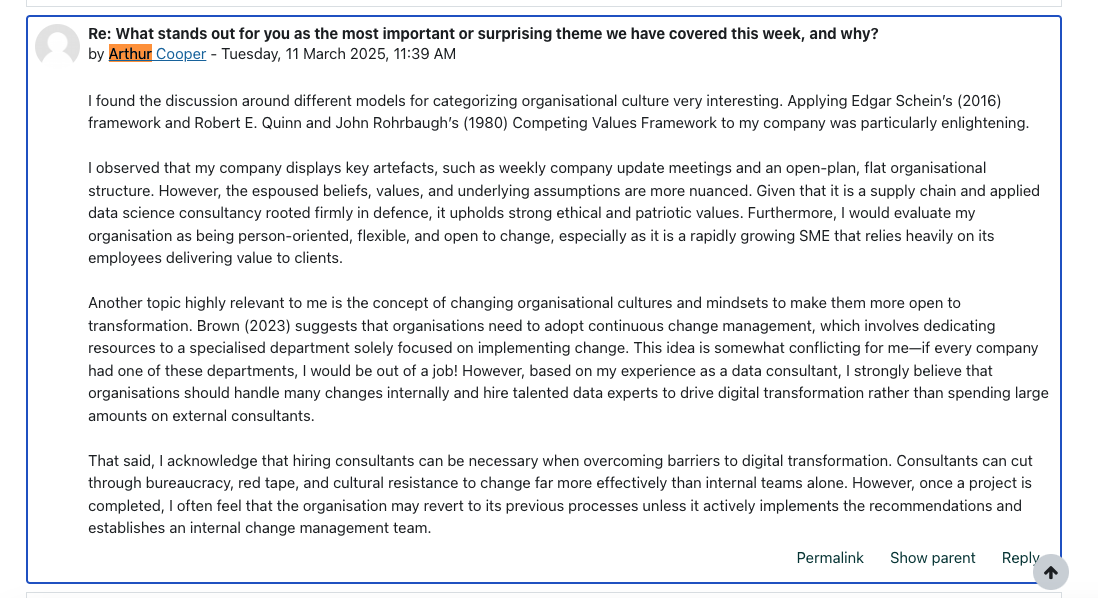 Re: What stands out for you as the most important or surprising theme we have covered this week, and why?
by Arthur Cooper - Tuesday, 11 March 2025, 11:39 AM
I found the discussion around different models for categorizing organisational culture very interesting. Applying Edgar Schein’s (2016)
framework and Robert E. Quinn and John Rohrbaugh’s (1980) Competing Values Framework to my company was particularly enlightening.
I observed that my company displays key artefacts, such as weekly company update meetings and an open-plan, flat organisational
structure. However, the espoused beliefs, values, and underlying assumptions are more nuanced. Given that it is a supply chain and applied
data science consultancy rooted firmly in defence, it upholds strong ethical and patriotic values. Furthermore, I would evaluate my
organisation as being person-oriented, flexible, and open to change, especially as it is a rapidly growing SME that relies heavily on its
employees delivering value to clients.
Another topic highly relevant to me is the concept of changing organisational cultures and mindsets to make them more open to
transformation. Brown (2023) suggests that organisations need to adopt continuous change management, which involves dedicating
resources to a specialised department solely focused on implementing change. This idea is somewhat conflicting for me—if every company
had one of these departments, I would be out of a job! However, based on my experience as a data consultant, I strongly believe that
organisations should handle many changes internally and hire talented data experts to drive digital transformation rather than spending large
amounts on external consultants.
That said, I acknowledge that hiring consultants can be necessary when overcoming barriers to digital transformation. Consultants can cut
through bureaucracy, red tape, and cultural resistance to change far more effectively than internal teams alone. However, once a project is
completed, I often feel that the organisation may revert to its previous processes unless it actively implements the recommendations and
establishes an internal change management team.
Permalink Show parent Reply